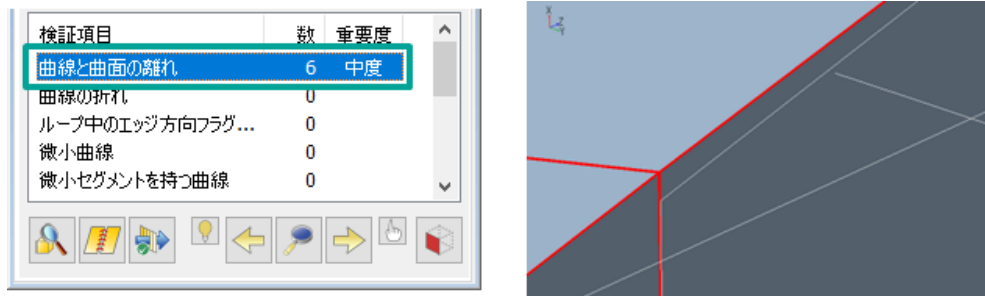 検証項目 数 重要度
曲線と曲面の離れ 6 中度
曲線の折れ 0
ループ中のエッジ方向フラグ... 0
微小曲線 0
微小セグメントを持つ曲線 0
X
Z
Y